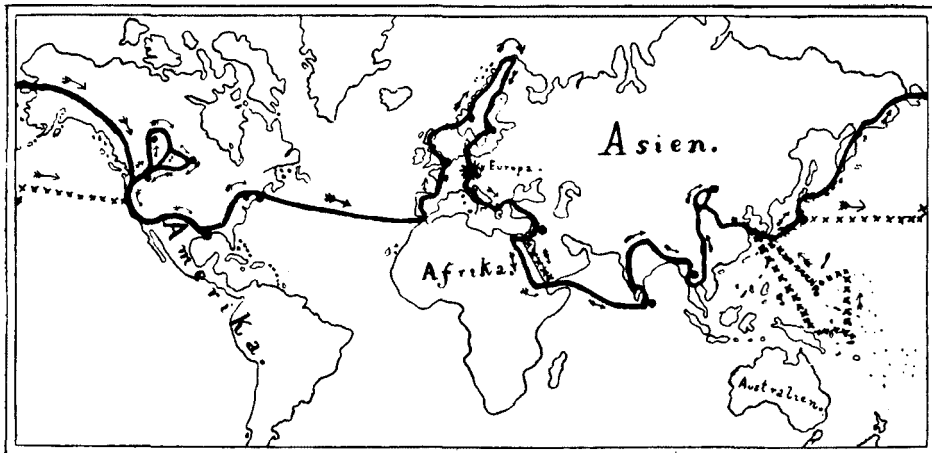 Amerika.
Europa.
Asien.
Afrika.
Australien.